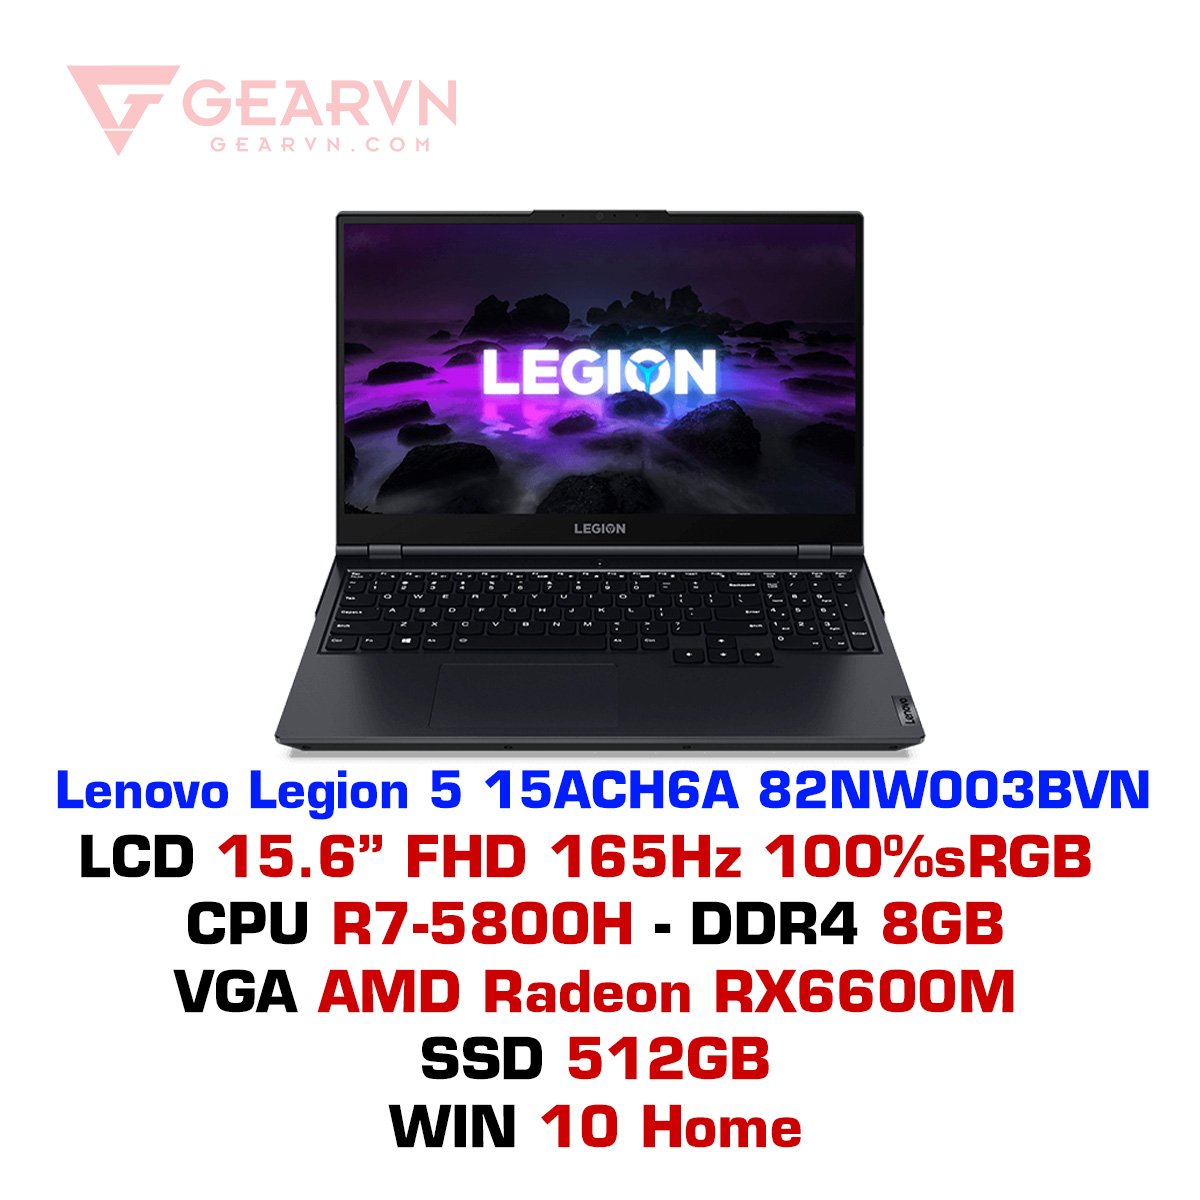 GEARVN
GEARVN.COM
LEGION
LEGION
Lenovo
Lenovo Legion 5 15ACH6A 82NW003BVN
LCD 15.6” FHD 165Hz 100%sRGB
CPU R7-5800H - DDR4 8GB
VGA AMD Radeon RX6600M
SSD 512GB
WIN 10 Home